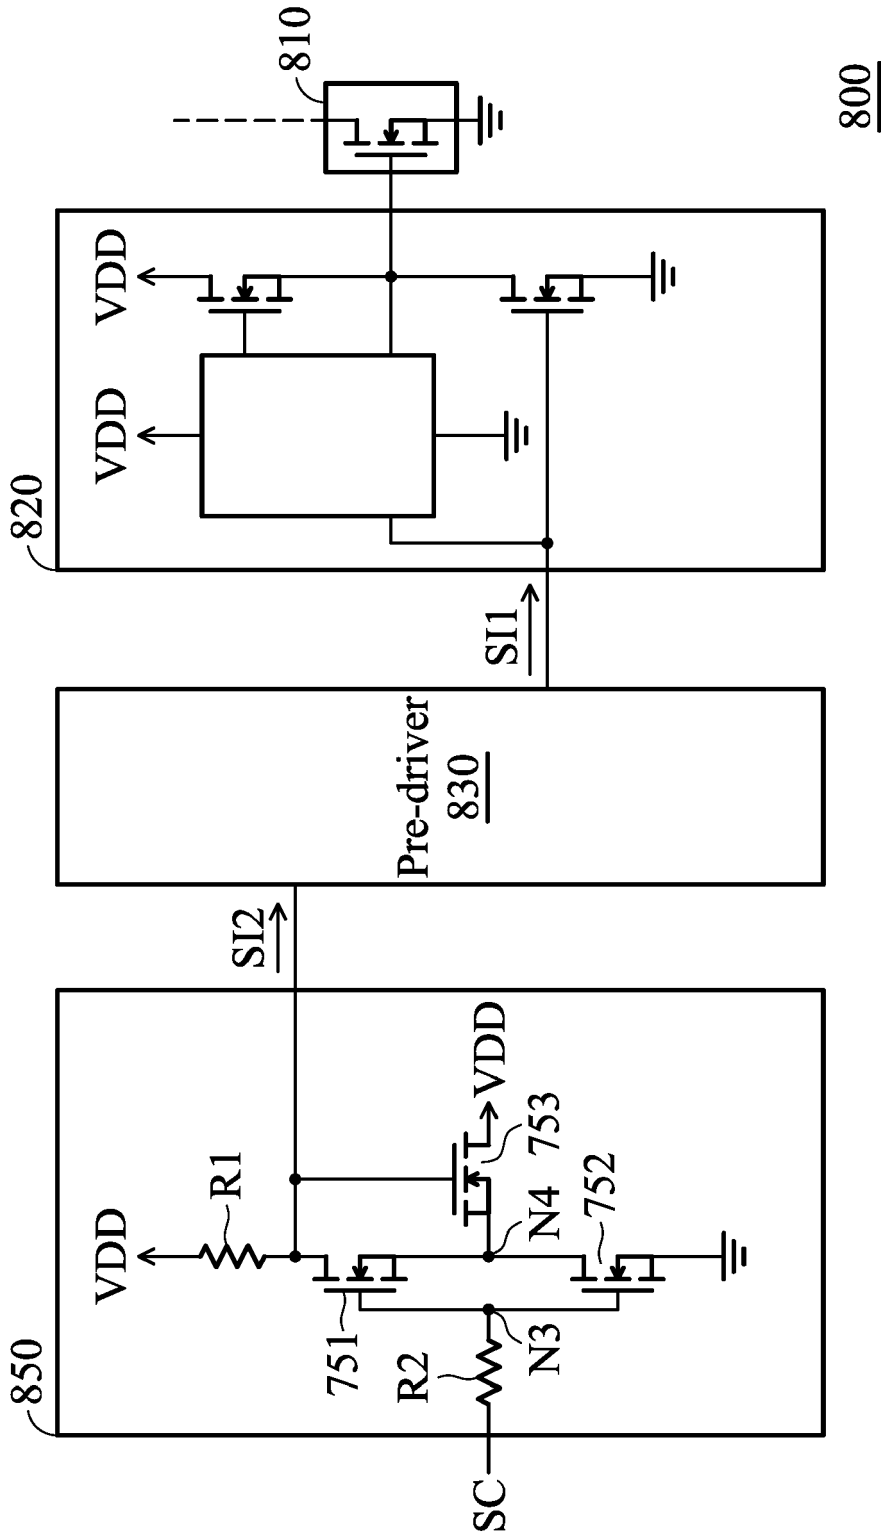 850
VDD
R1
751
R2
SC
N3
N4
752
753
VDD
SI2
Pre-driver
830
SI1
820
VDD
VDD
810
800